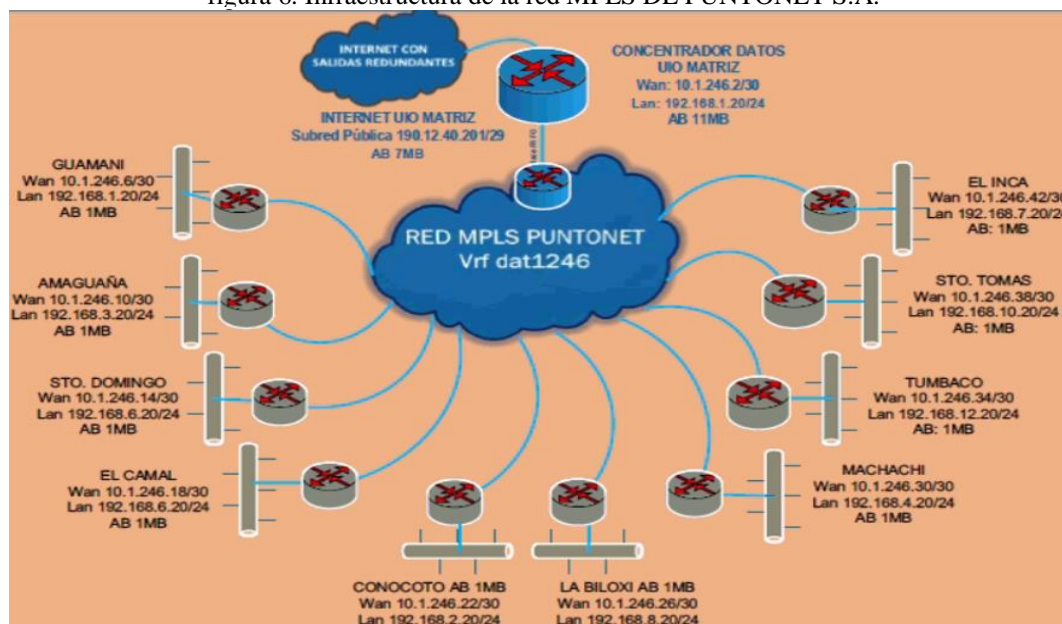 figura 6. Infraestructura de la red MPLS DE PUNTONET S.A.
INTERNET CON
SALIDAS REDUNDANTES
CONCENTRADOR DATOS
UIO MATRIZ
Wan: 10.1.246.2/30
Lan: 192.168.1.20/24
AB 11MB
INTERNET UIO MATRIZ
Subred Pública 190.12.40.201/29
AB 7MB
GUAMANI
Wan 10.1.246.6/30
Lan 192.168.1.20/24
AB 1MB
EL INCA
Wan 10.1.246.42/30
Lan 192.168.7.20/24
AB: 1MB
RED MPLS PUNTONET
Vrf dat1246
AMAGUAÑA
Wan 10.1.246.10/30
Lan 192.168.3.20/24
AB 1MB
STO. TOMAS
Wan 10.1.246.38/30
Lan 192.168.10.20/24
AB: 1MB
STO. DOMINGO
Wan 10.1.246.14/30
Lan 192.168.6.20/24
AB 1MB
TUMBACO
Wan 10.1.246.34/30
Lan 192.168.12.20/24
AB: 1MB
EL CAMAL
Wan 10.1.246.18/30
Lan 192.168.6.20/24
AB 1MB
MACHACHI
Wan 10.1.246.30/30
Lan 192.168.4.20/24
AB 1MB
CONOCOTO AB 1MB
Wan 10.1.246.22/30
Lan 192.168.2.20/24
LA BILOXI AB 1MB
Wan 10.1.246.26/30
Lan 192.168.8.20/24